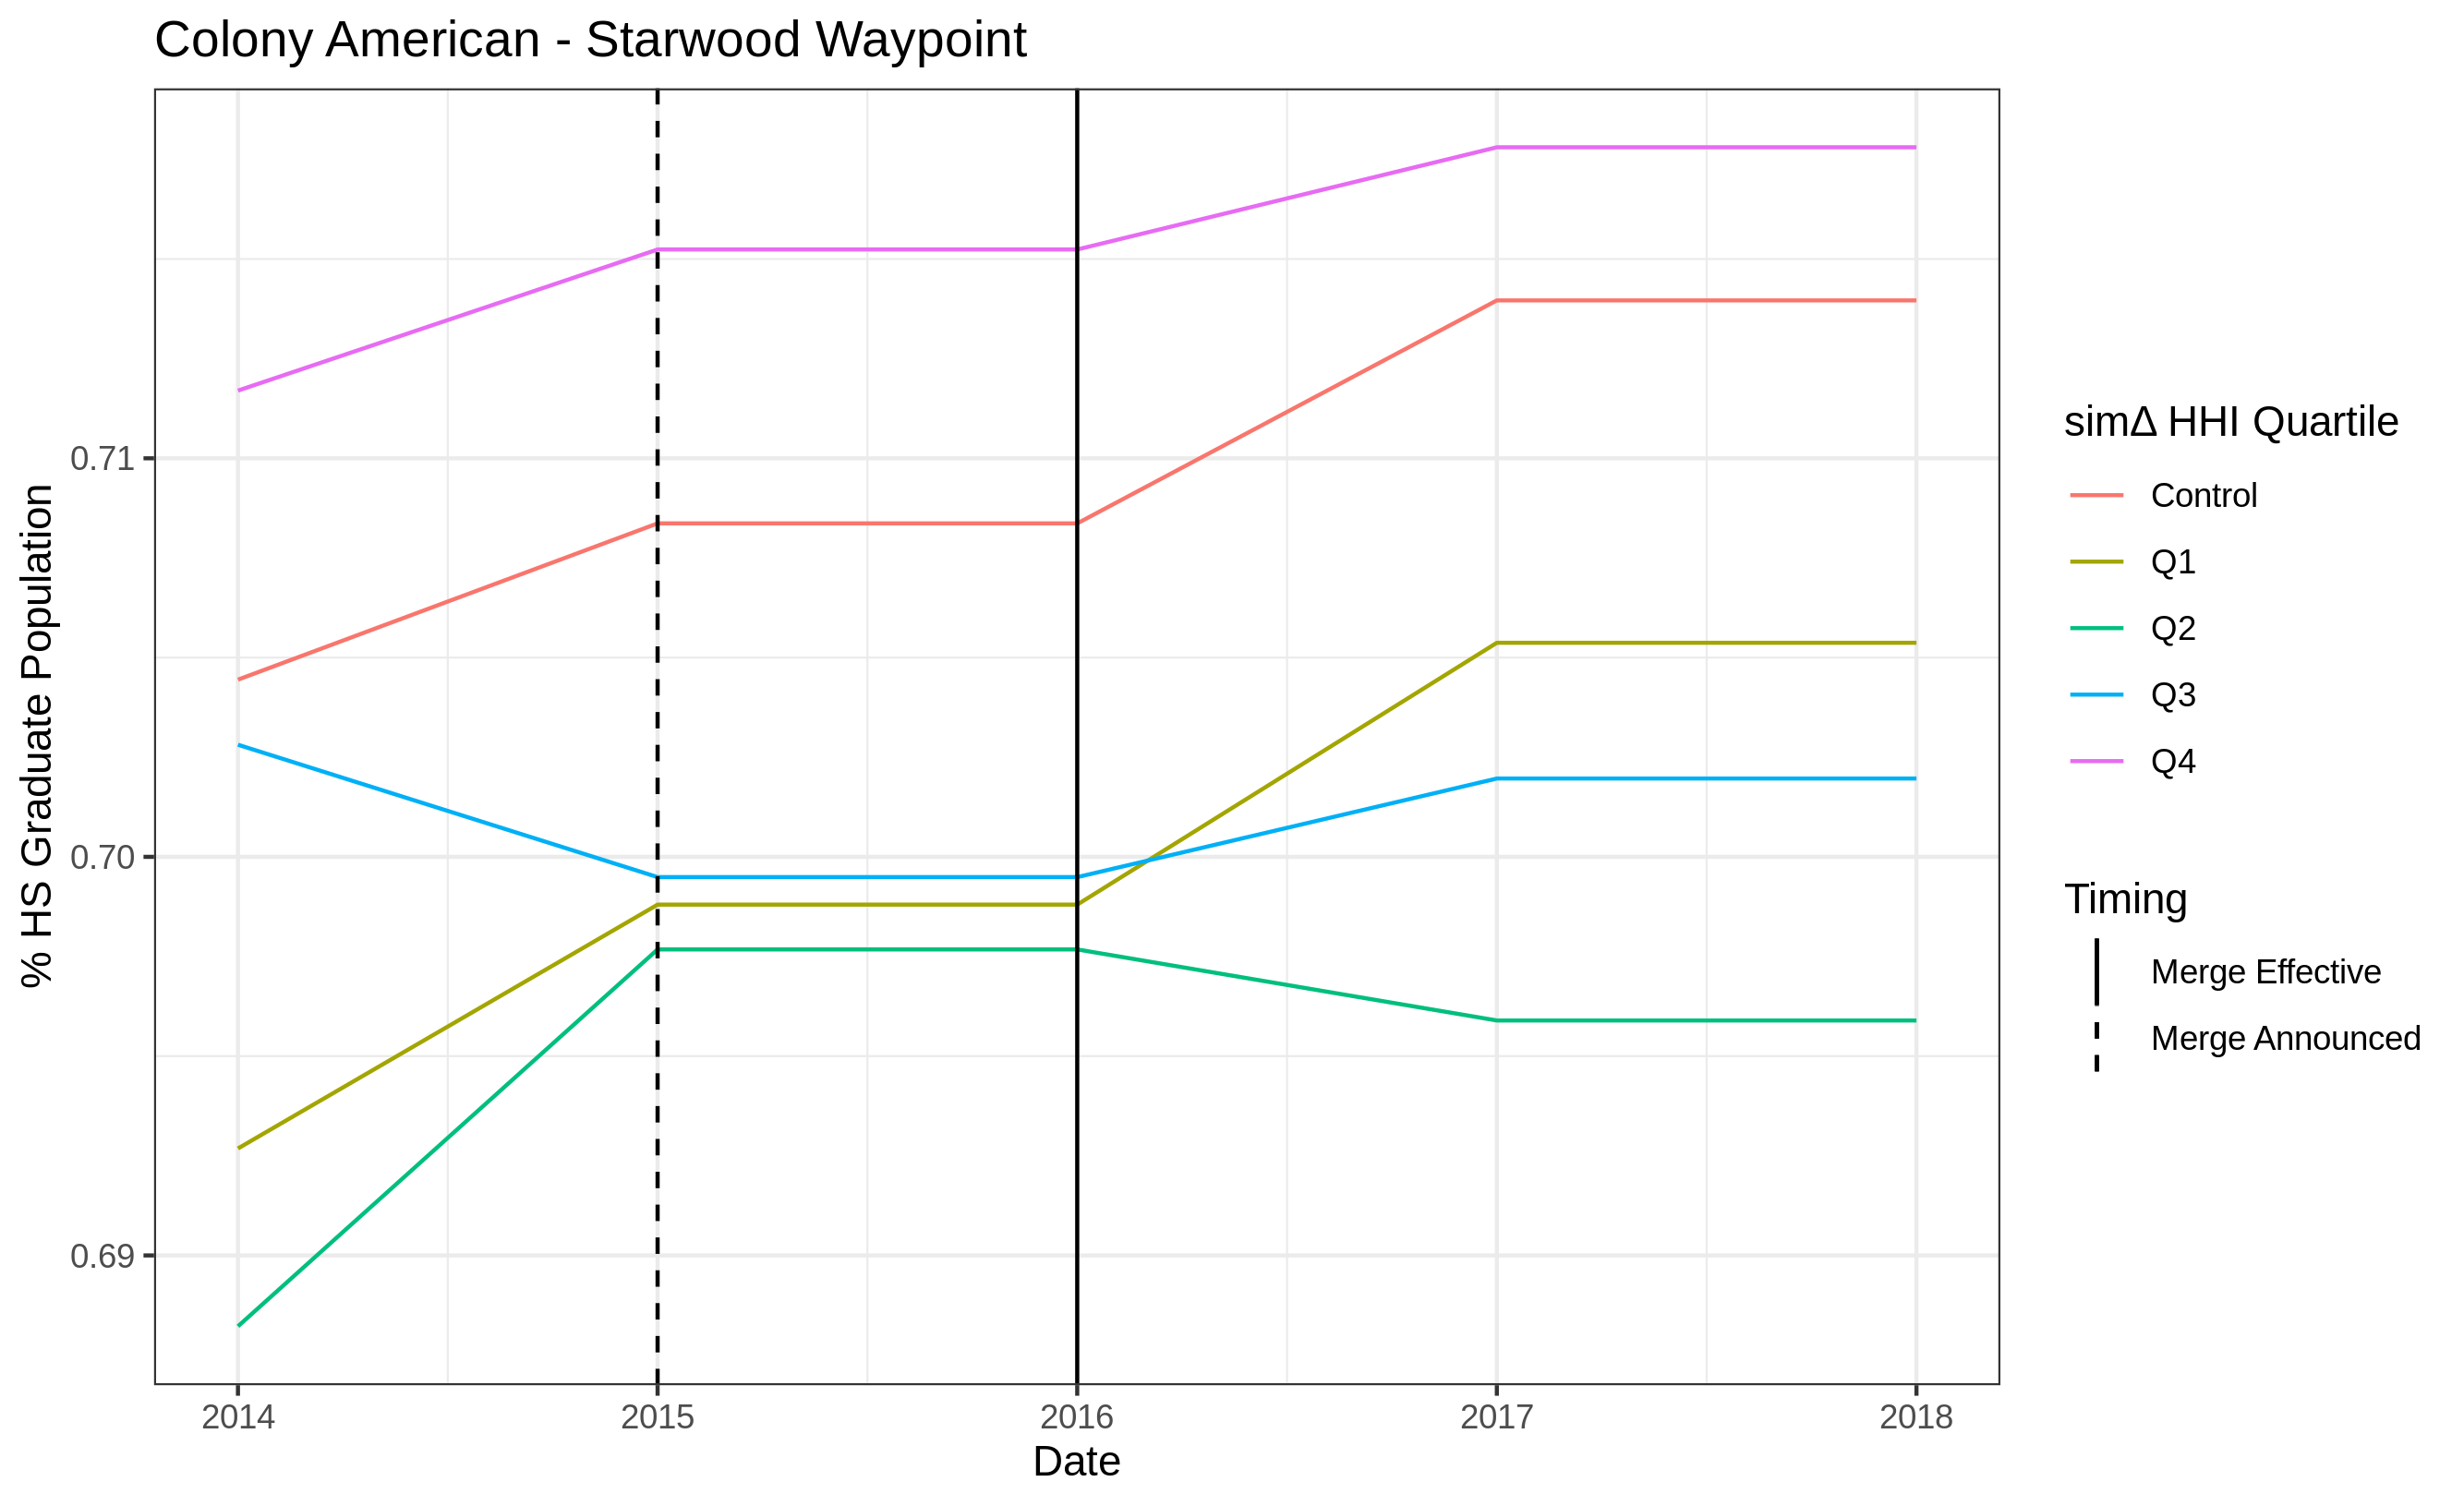 Colony American - Starwood Waypoint
% HS Graduate Population
0.71
0.70
0.69
2014
2015
2016
2017
2018
Date
simΔ HHI Quartile
Control
Q1
Q2
Q3
Q4
Timing
Merge Effective
Merge Announced